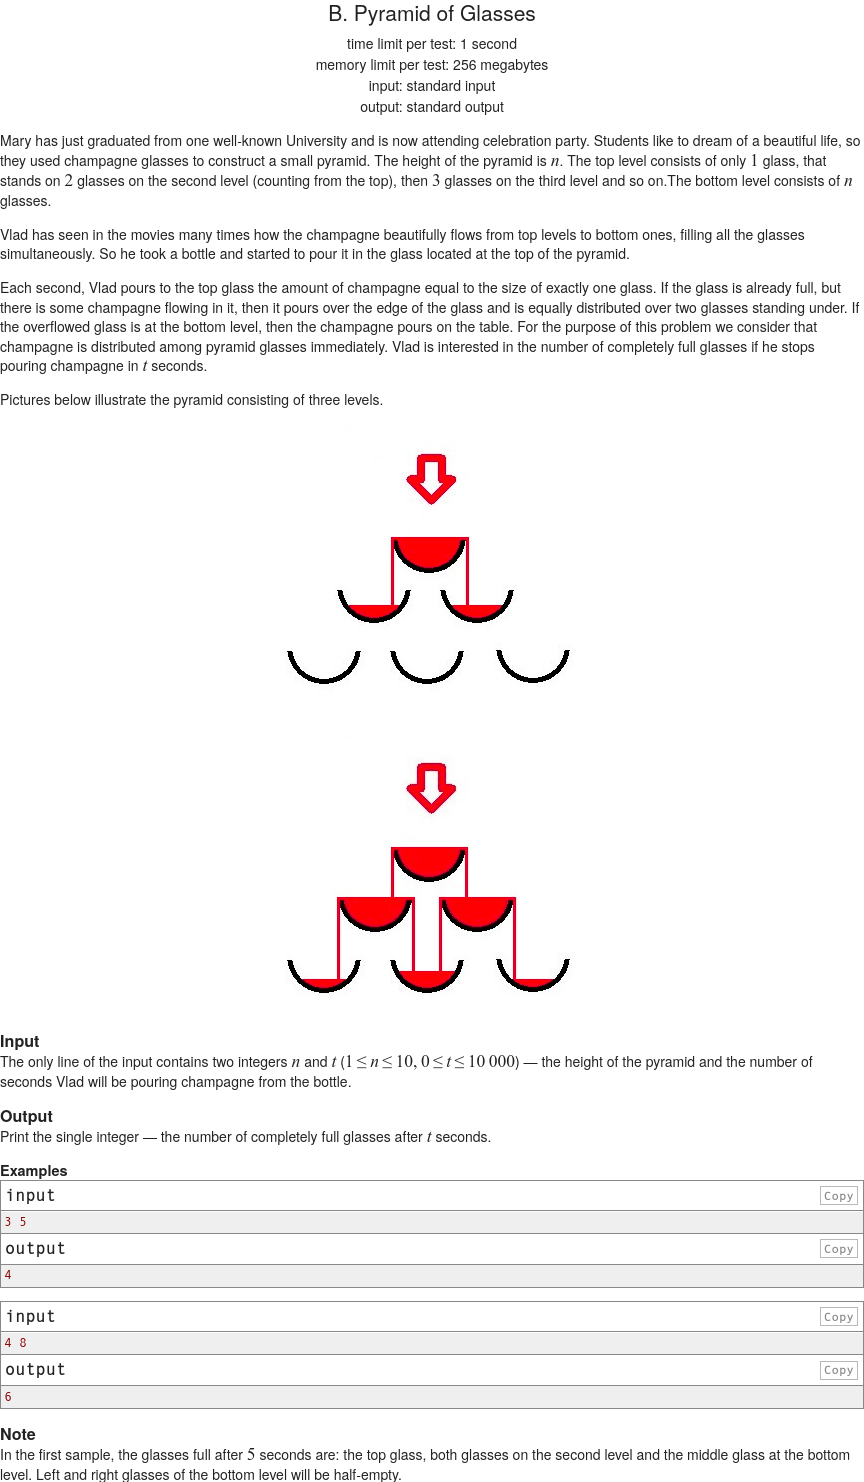 B. Pyramid of Glasses
time limit per test: 1 second
memory limit per test: 256 megabytes
input: standard input
output: standard output
Mary has just graduated from one well-known University and is now attending celebration party. Students like to dream of a beautiful life, so
they used champagne glasses to construct a small pyramid. The height of the pyramid is n. The top level consists of only 1 glass, that
stands on 2 glasses on the second level (counting from the top), then 3 glasses on the third level and so on.The bottom level consists of n
glasses.
Vlad has seen in the movies many times how the champagne beautifully flows from top levels to bottom ones, filling all the glasses
simultaneously. So he took a bottle and started to pour it in the glass located at the top of the pyramid.
Each second, Vlad pours to the top glass the amount of champagne equal to the size of exactly one glass. If the glass is already full, but
there is some champagne flowing in it, then it pours over the edge of the glass and is equally distributed over two glasses standing under. If
the overflowed glass is at the bottom level, then the champagne pours on the table. For the purpose of this problem we consider that
champagne is distributed among pyramid glasses immediately. Vlad is interested in the number of completely full glasses if he stops
pouring champagne in t seconds.
Pictures below illustrate the pyramid consisting of three levels.
Input
The only line of the input contains two integers n and t (1 ≤ n ≤ 10, 0 ≤ t ≤ 10 000) — the height of the pyramid and the number of
seconds Vlad will be pouring champagne from the bottle.
Output
Print the single integer — the number of completely full glasses after t seconds.
Examples
input Copy
3 5
output Copy
4
input Copy
4 8
output Copy
6
Note
In the first sample, the glasses full after 5 seconds are: the top glass, both glasses on the second level and the middle glass at the bottom
level. Left and right glasses of the bottom level will be half-empty.